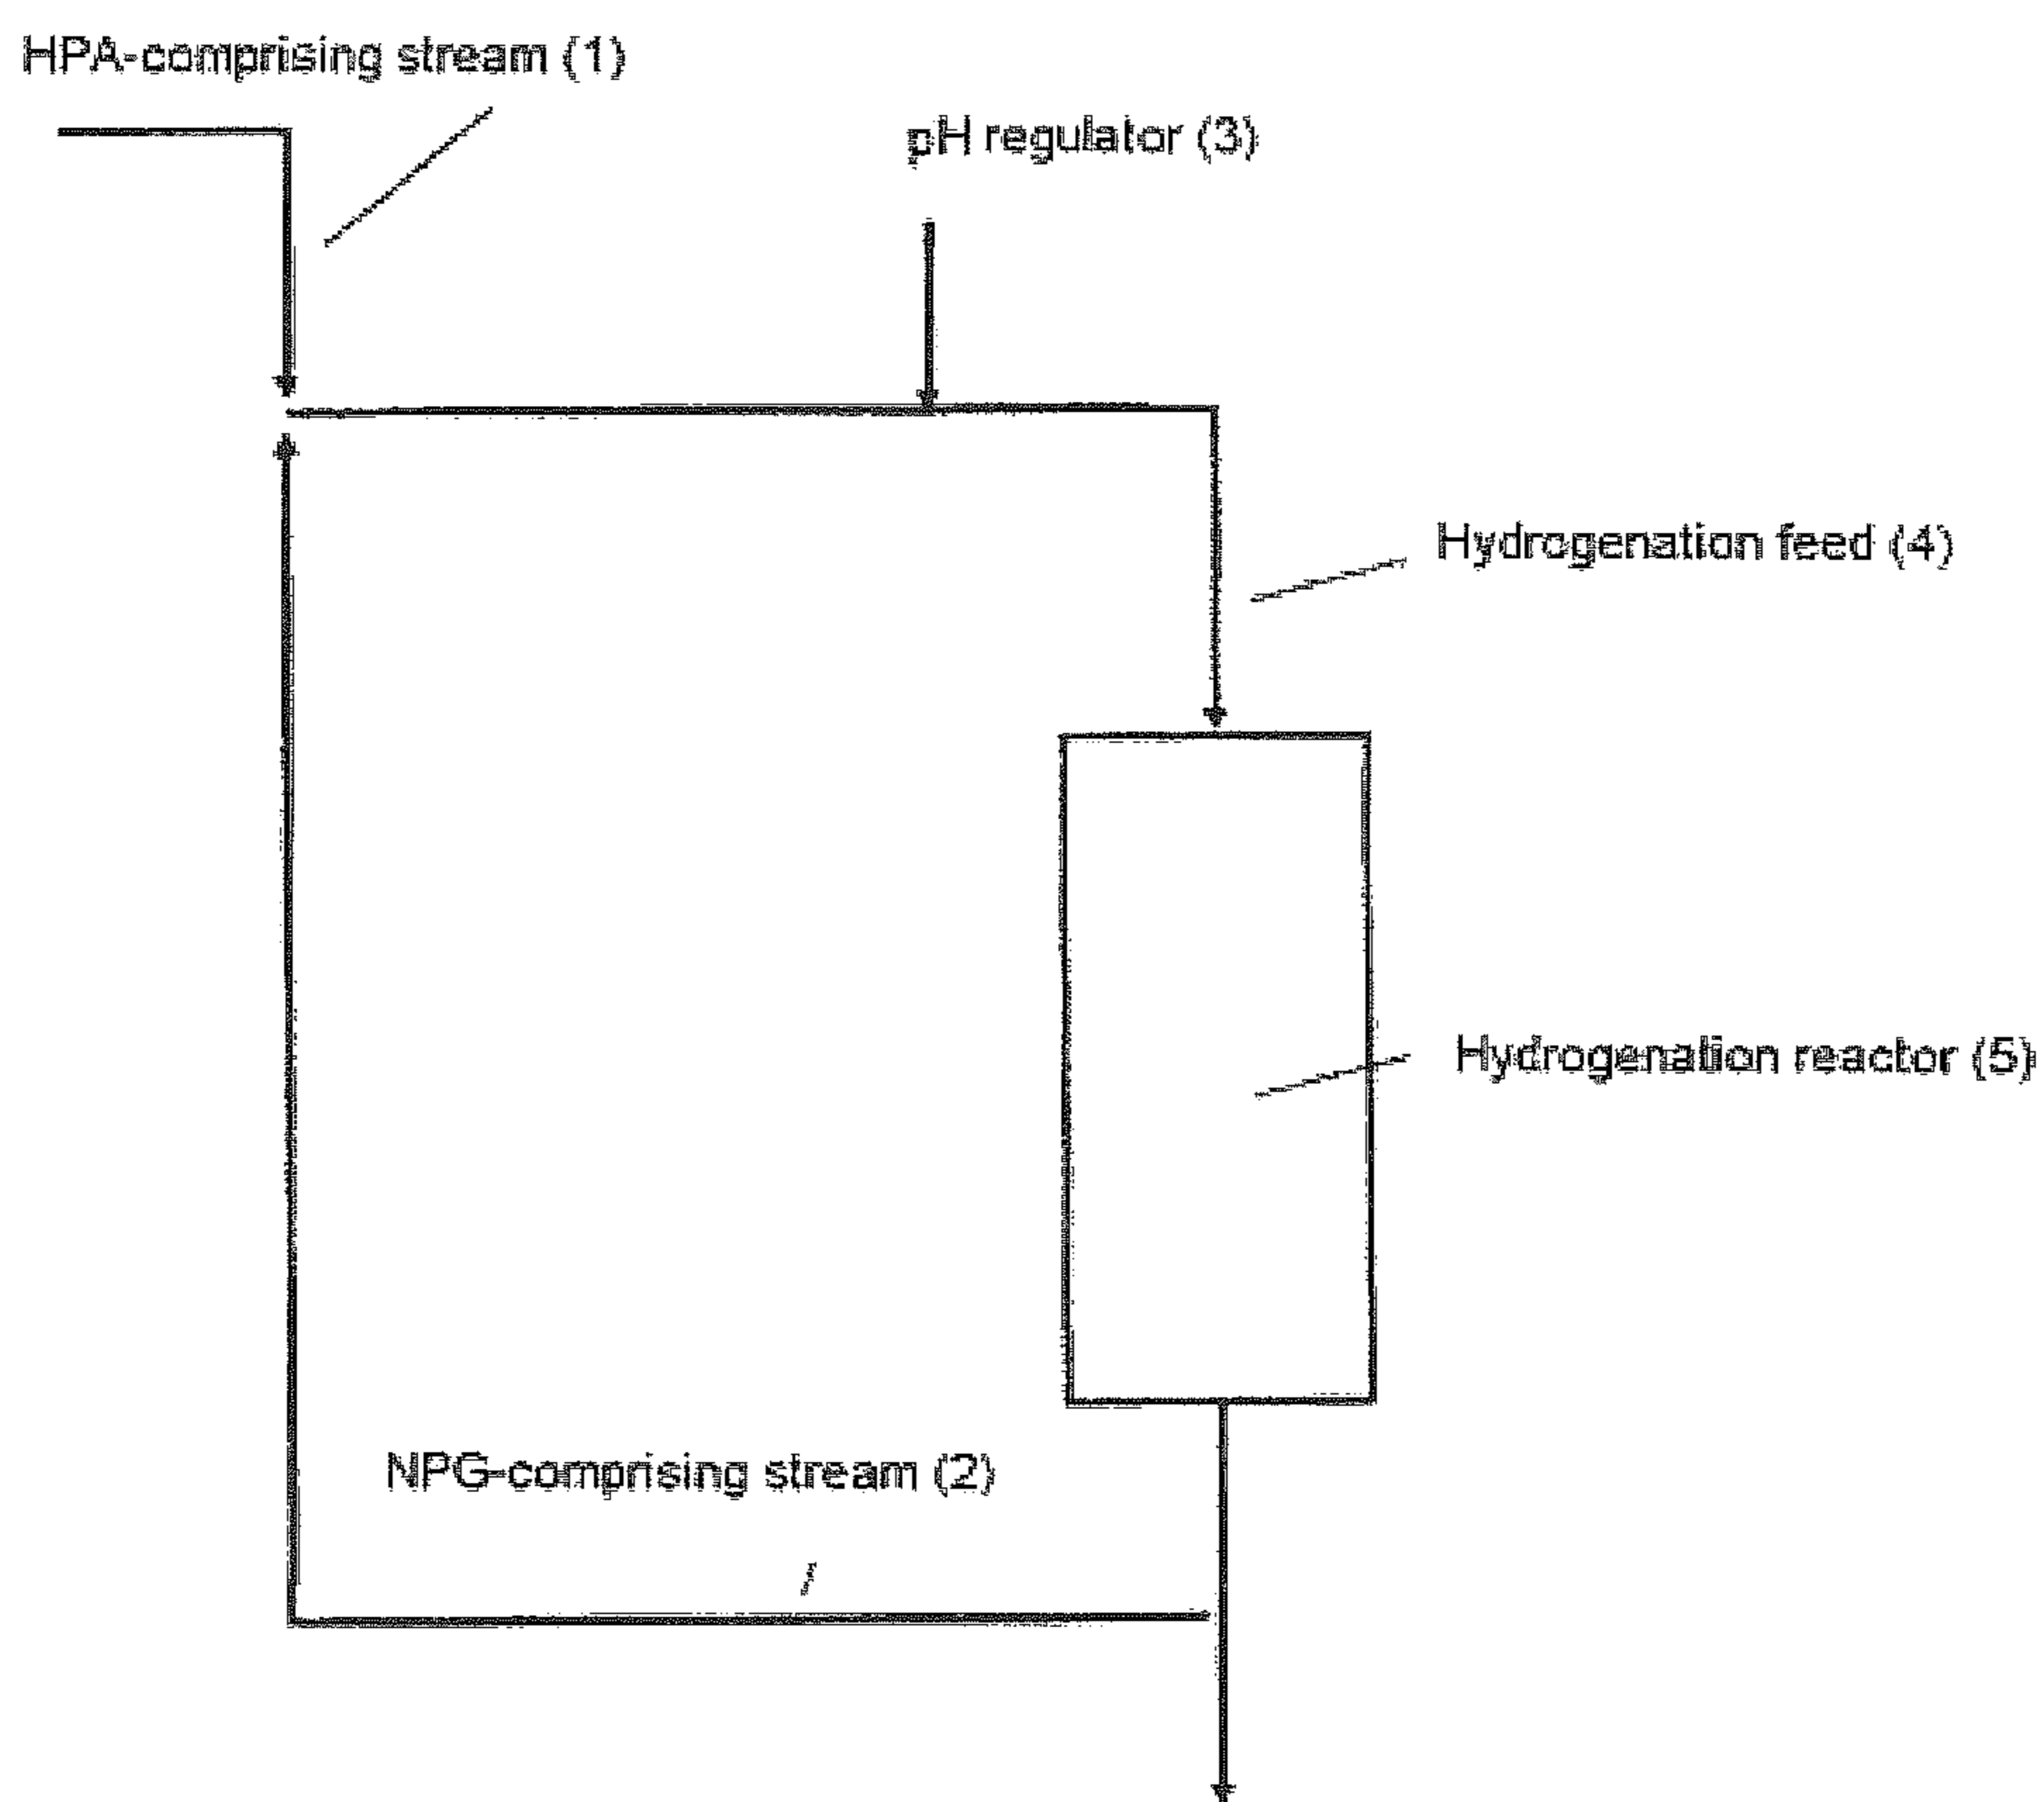 HPA-comprising stream (1)
pH regulator (3)
Hydrogenation feed (4)
Hydrogenation reactor (5)
NPG-comprising stream (2)